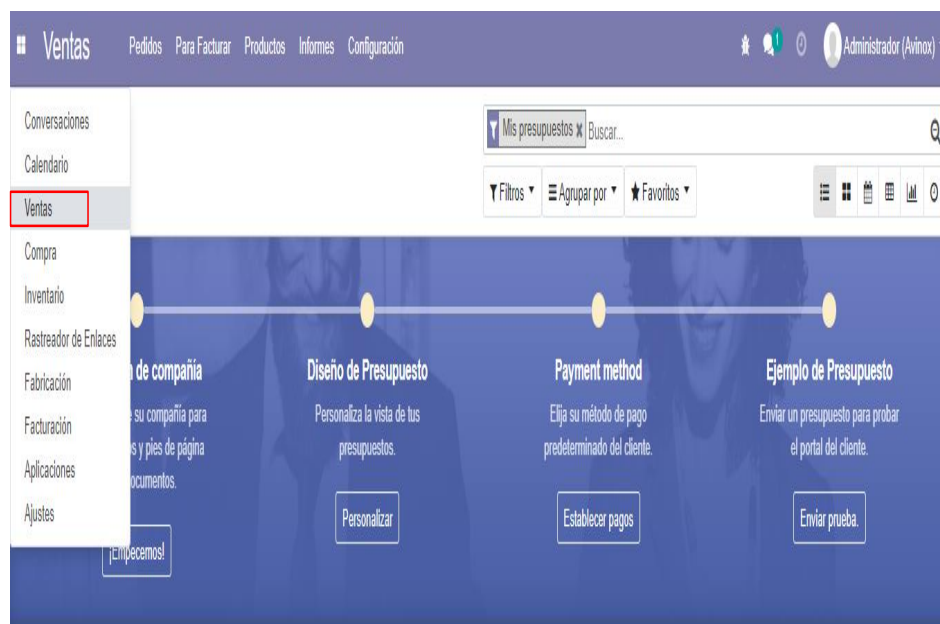 Ventas Pedidos Para Facturar Productos Informes Configuración 1 Administrador (Avinox)
Conversaciones
Calendario
Ventas
Compra
Inventario
Rastreador de Enlaces
Fabricación
Facturación
Aplicaciones
Ajustes
Mis presupuestos Buscar...
Filtros Agrupar por Favoritos
de compañía
su compañía para
y pies de página
¡Empecemos!
Diseño de Presupuesto
Personaliza la vista de tus
presupuestos.
Personalizar
Payment method
Elija su método de pago
predeterminado del cliente.
Establecer pagos
Ejemplo de Presupuesto
Enviar un presupuesto para probar
el portal del cliente.
Enviar prueba.